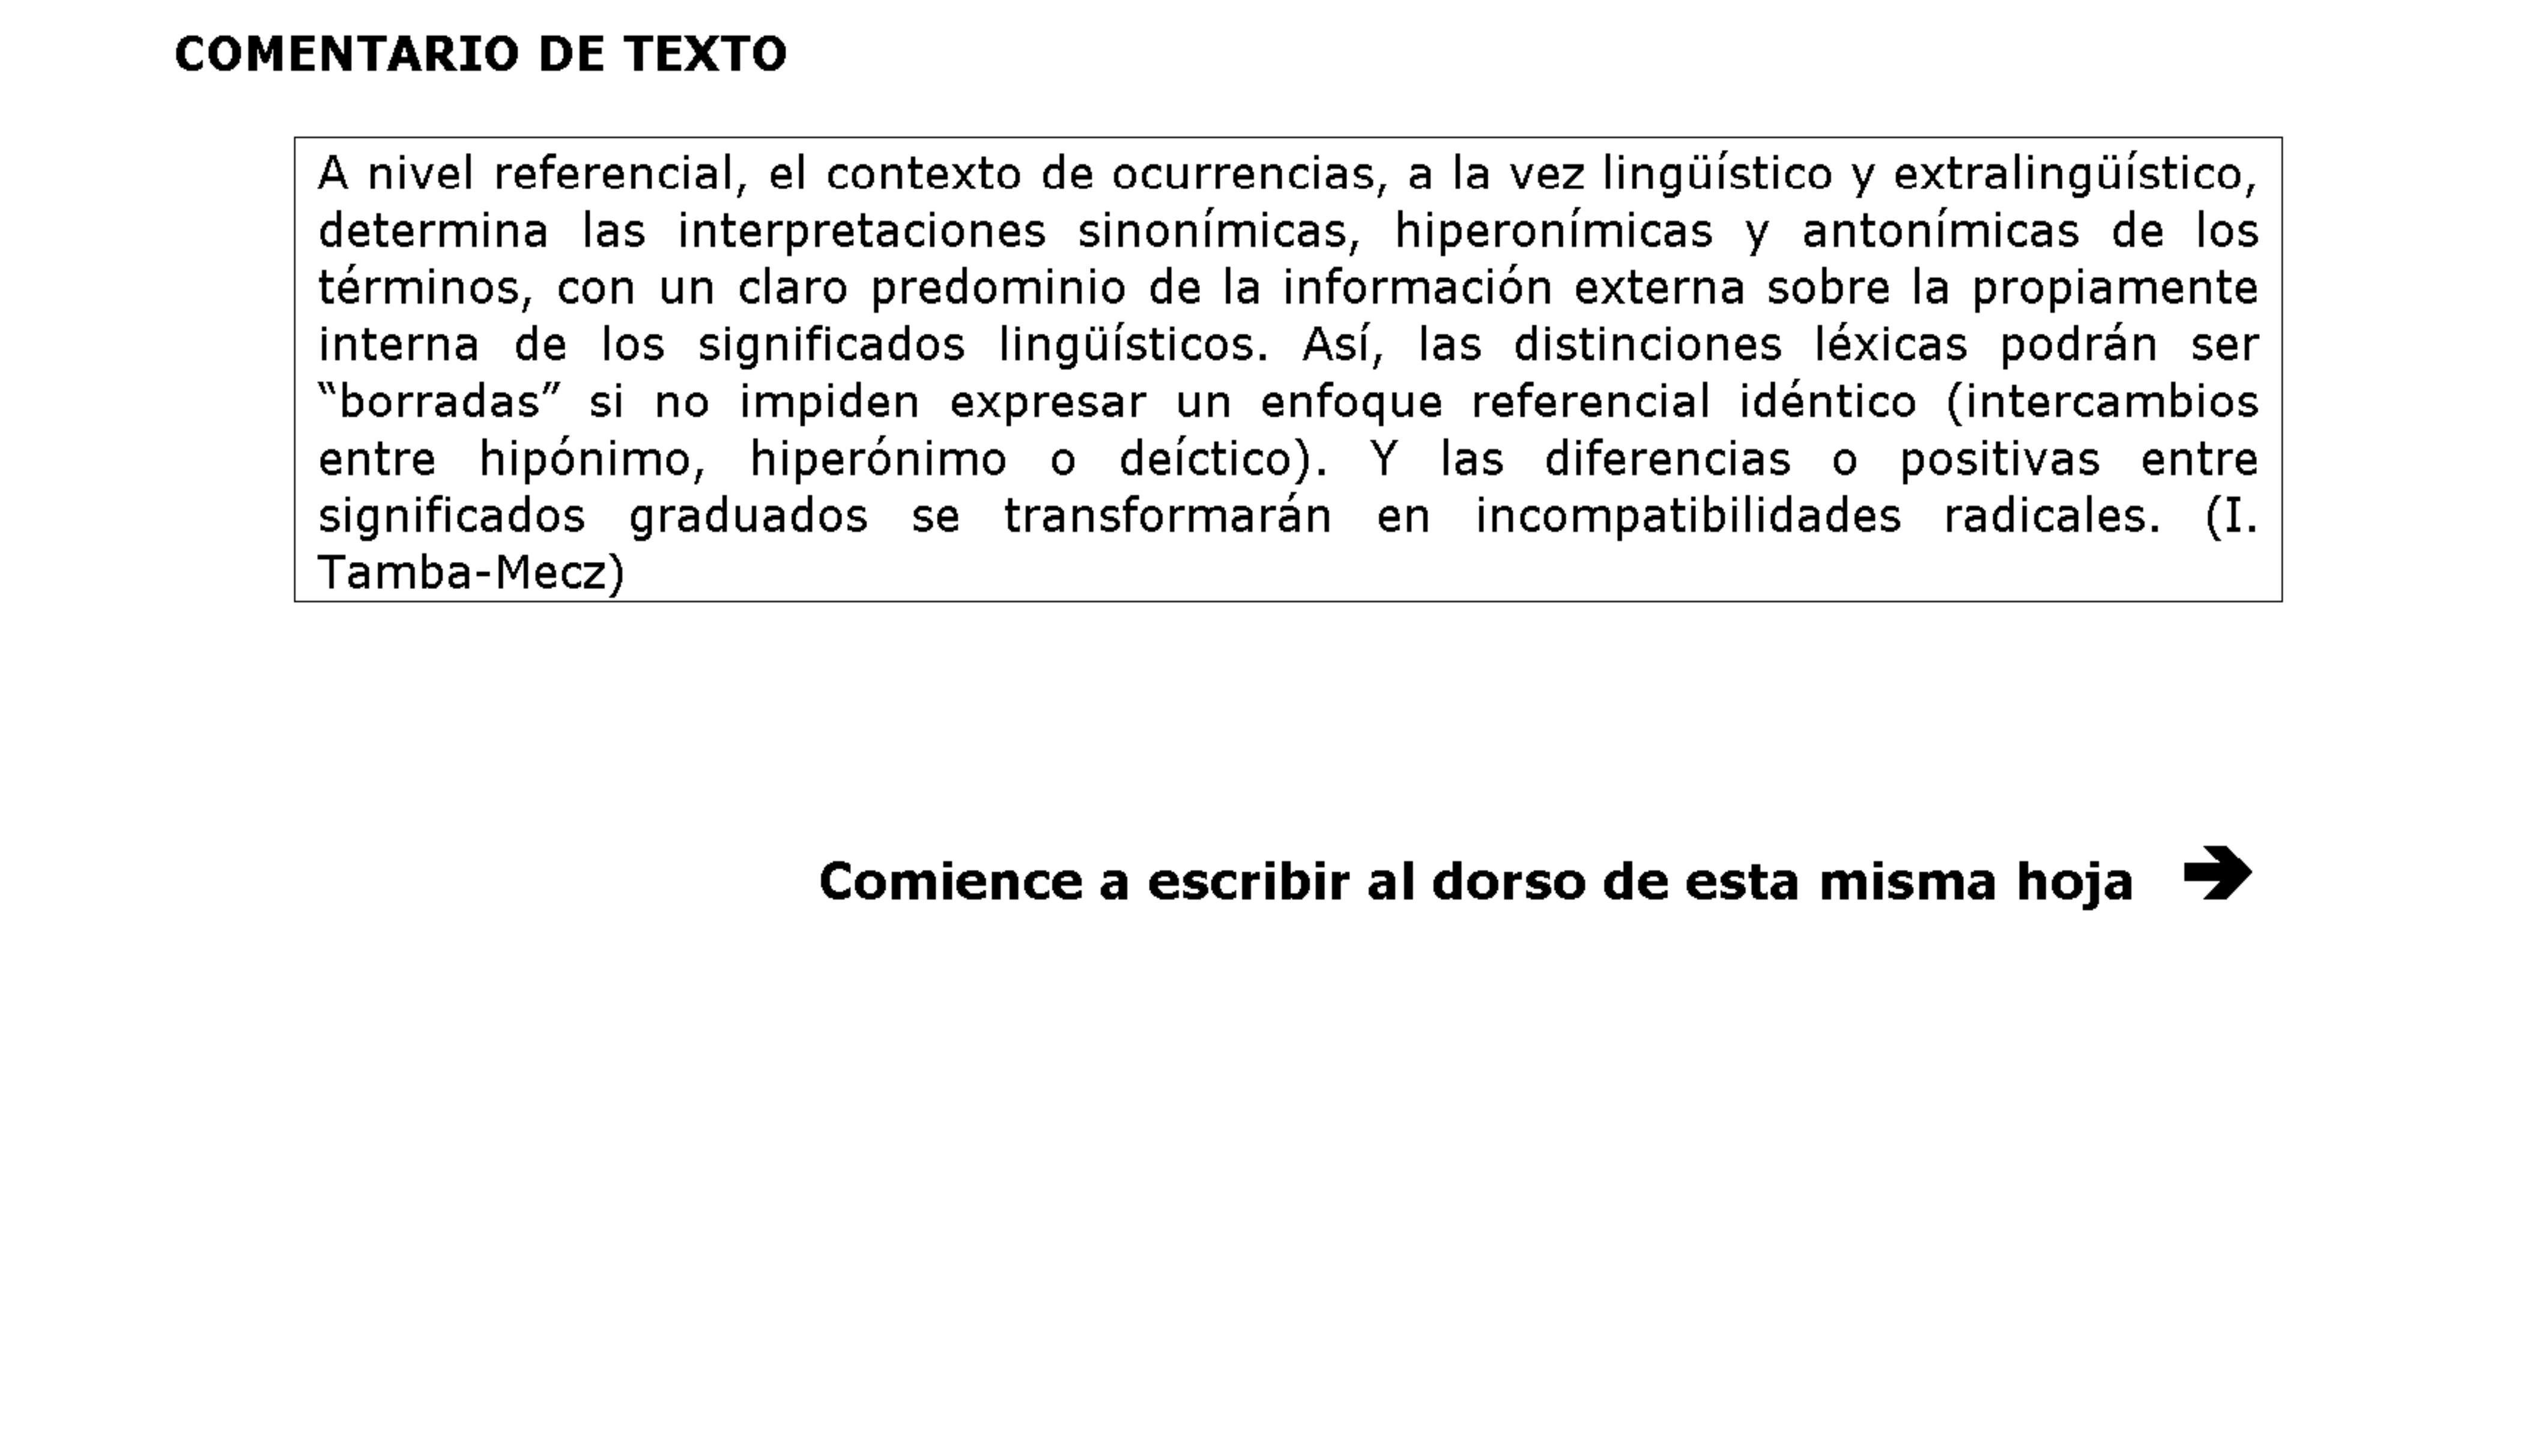 COMENTARIO DE TEXTO
A nivel referencial, el contexto de ocurrencias, a la vez lingüístico y extralingüístico,
determina las interpretaciones sinonímicas, hiperonímicas y antonímicas de los
términos, con un claro predominio de la información externa sobre la propiamente
interna de los significados lingüísticos. Así, las distinciones léxicas podrán ser
“borradas” si no impiden expresar un enfoque referencial idéntico (intercambios
entre hipónimo, hiperónimo o deíctico). Y las diferencias o positivas entre
significados graduados se transformarán en incompatibilidades radicales. (I.
Tamba-Mecz)
Comience a escribir al dorso de esta misma hoja ➔